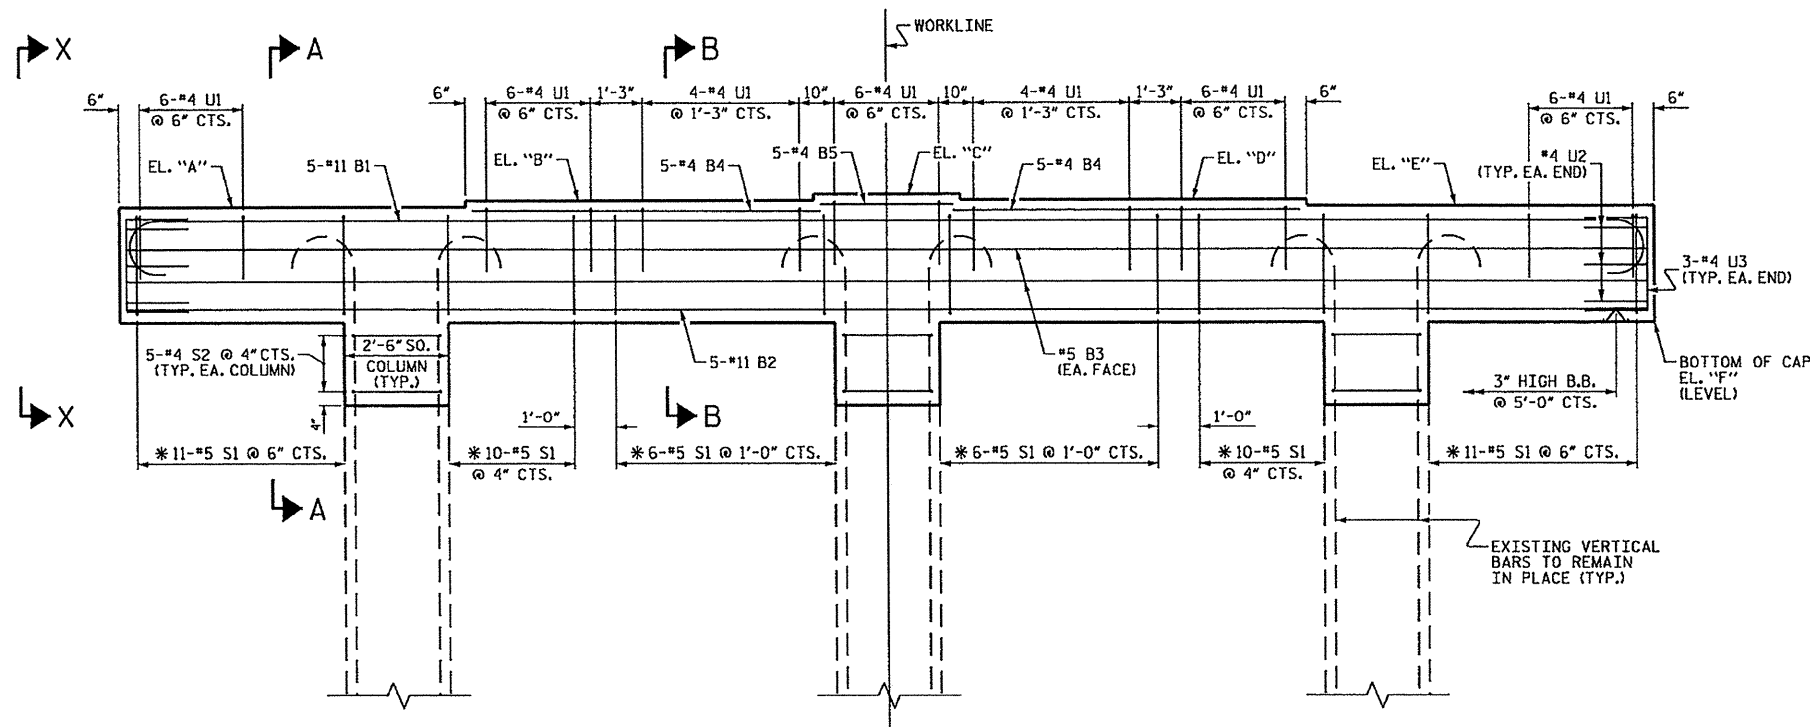 WORKLINE
X
A
B
6"
6-#4 U1
@ 6" CTS.
6"
6-#4 U1
@ 6" CTS.
1'-3"
4-#4 U1
@ 1'-3" CTS.
10"
6-#4 U1
@ 6" CTS.
10"
4-#4 U1
@ 1'-3" CTS.
1'-3"
6-#4 U1
@ 6" CTS.
6"
6-#4 U1
@ 6" CTS.
6"
EL. "A"
5-#11 B1
EL. "B"
5-#4 B4
5-#4 B5
EL. "C"
5-#4 B4
EL. "D"
EL. "E"
#4 U2
(TYP. EA. END)
3-#4 U3
(TYP. EA. END)
5-#4 S2 @ 4" CTS.
(TYP. EA. COLUMN)
2'-6" SQ.
COLUMN
(TYP.)
5-#11 B2
#5 B3
(EA. FACE)
3" HIGH B.B.
@ 5'-0" CTS.
BOTTOM OF CAP
EL. "F"
(LEVEL)
X
4"
1'-0"
B
1'-0"
*11-#5 S1 @ 6" CTS.
*10-#5 S1
@ 4" CTS.
*6-#5 S1 @ 1'-0" CTS.
*6-#5 S1 @ 1'-0" CTS.
*10-#5 S1
@ 4" CTS.
*11-#5 S1 @ 6" CTS.
A
EXISTING VERTICAL
BARS TO REMAIN
IN PLACE (TYP.)